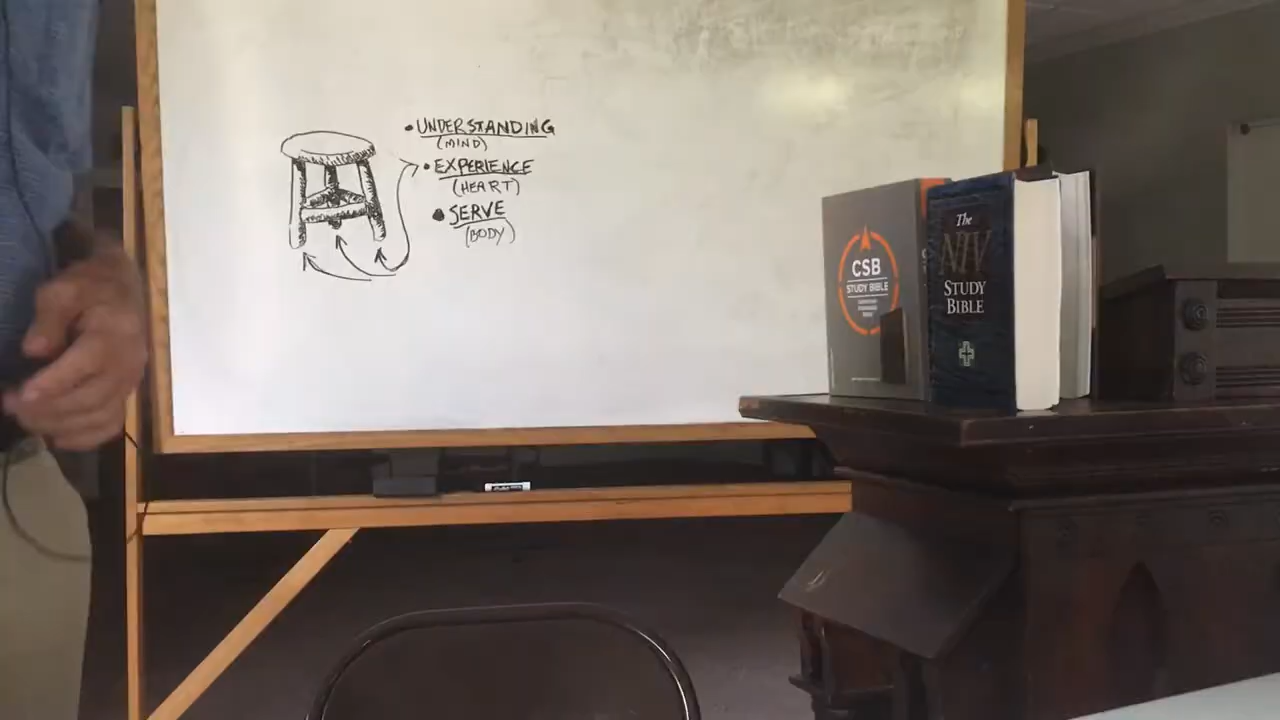 • UNDERSTANDING
(MIND)
• EXPERIENCE
(HEART)
• SERVE
(BODY)
CSB
STUDY BIBLE
The
NIV
STUDY
BIBLE